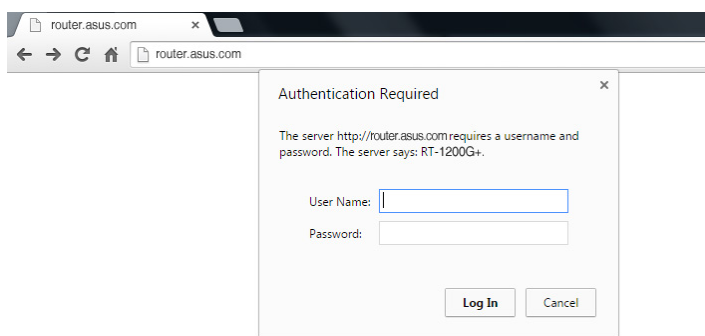 router.asus.com
router.asus.com
Authentication Required
The server http://router.asus.com requires a username and
password. The server says: RT-1200G+.
User Name:
Password:
Log In
Cancel